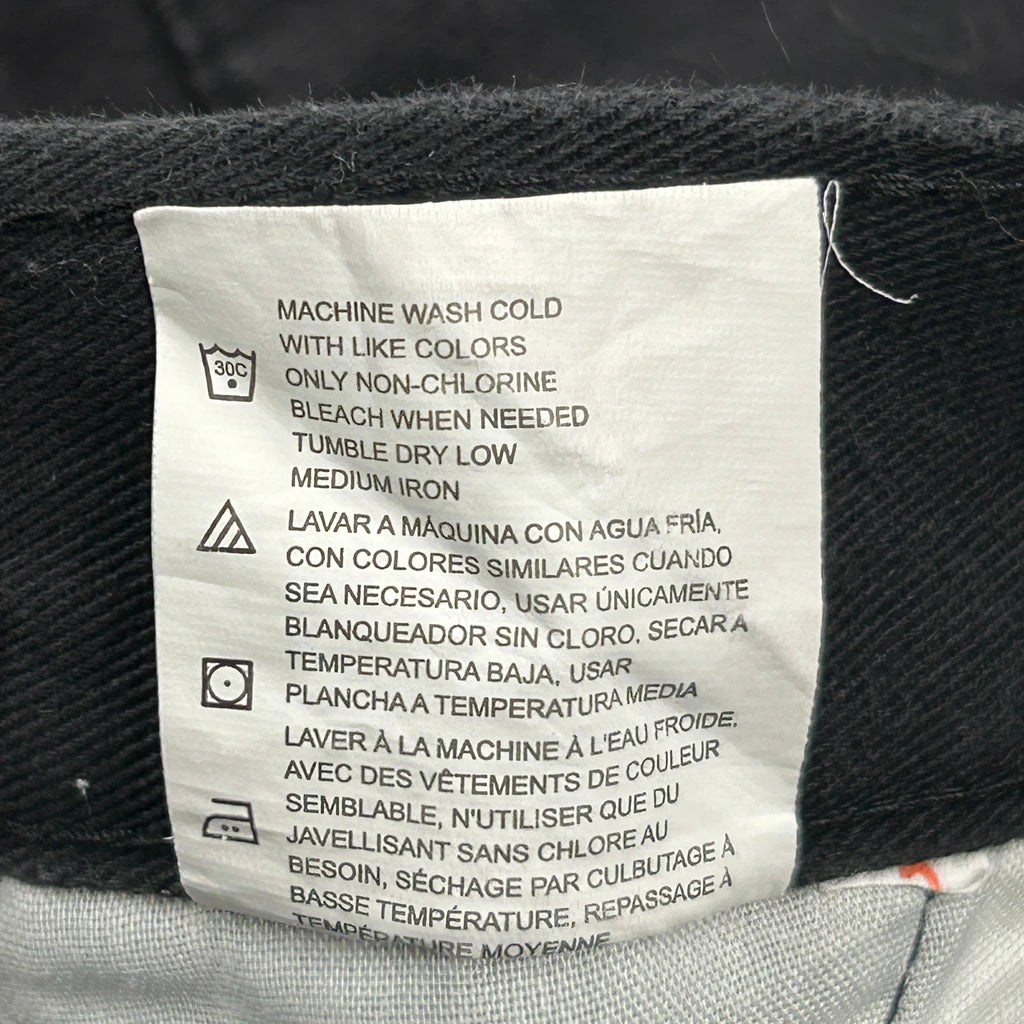 MACHINE WASH COLD
WITH LIKE COLORS
30C
ONLY NON-CHLORINE
BLEACH WHEN NEEDED
TUMBLE DRY LOW
MEDIUM IRON
LAVAR A MÁQUINA CON AGUA FRÍA,
CON COLORES SIMILARES CUANDO
SEA NECESARIO, USAR ÚNICAMENTE
BLANQUEADOR SIN CLORO, SECAR A
TEMPERATURA BAJA, USAR
PLANCHA A TEMPERATURA MEDIA
LAVER À LA MACHINE À L'EAU FROIDE,
AVEC DES VÊTEMENTS DE COULEUR
SEMBLABLE, N'UTILISER QUE DU
JAVELLISANT SANS CHLORE AU
BESOIN, SÉCHAGE PAR CULBUTAGE À
BASSE TEMPÉRATURE, REPASSAGE À
TEMPÉRATURE MOYENNE